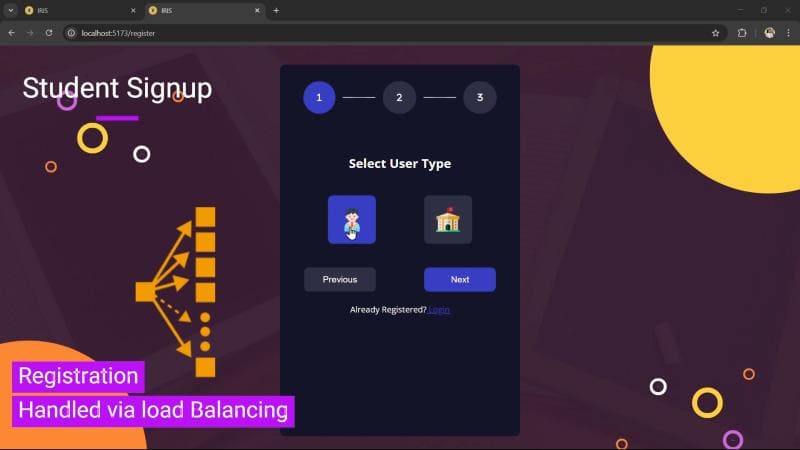 IRIS
IRIS
localhost:5173/register
Student Signup
1
2
3
Select User Type
Previous
Next
Already Registered? Login
Registration
Handled via load Balancing